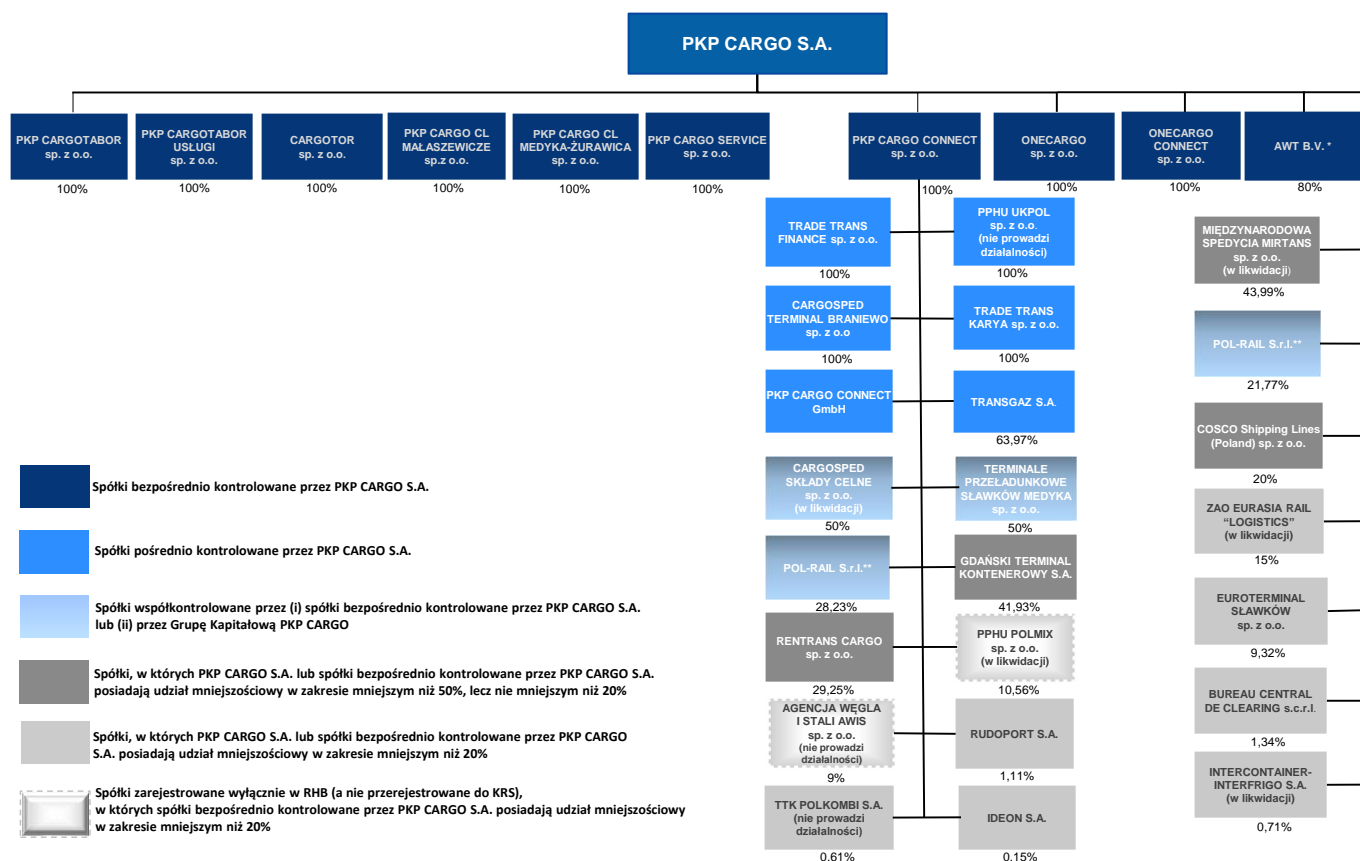 PKP CARGO S.A.
PKP CARGOTABOR
sp. z o.o.
100%
PKP CARGOTABOR
USŁUGI
sp. z o.o.
100%
CARGOTOR
sp. z o.o.
100%
PKP CARGO CL
MAŁASZEWICZE
sp.z o.o.
100%
PKP CARGO CL
MEDYKA-ŻURAWICA
sp. z o.o.
100%
PKP CARGO SERVICE
sp. z o.o.
100%
PKP CARGO CONNECT
sp. z o.o.
100%
ONECARGO
sp. z o.o.
100%
ONECARGO
CONNECT
sp. z o.o.
100%
AWT B.V. *
80%
TRADE TRANS
FINANCE sp. z o.o.
100%
PPHU UKPOL
sp. z o.o.
(nie prowadzi
działalności)
100%
CARGOSPED
TERMINAL BRANIEWO
sp. z o.o
100%
TRADE TRANS
KARYA sp. z o.o.
100%
PKP CARGO CONNECT
GmbH
TRANSGAZ S.A.
63,97%
CARGOSPED
SKŁADY CELNE
sp. z o.o.
(w likwidacji)
50%
TERMINALE
PRZEŁADUNKOWE
SŁAWKÓW MEDYKA
sp. z o.o.
50%
POL-RAIL S.r.l.**
28,23%
GDAŃSKI TERMINAL
KONTENEROWY S.A.
41,93%
RENTRANS CARGO
sp. z o.o.
29,25%
PPHU POLMIX
sp. z o.o.
(w likwidacji)
10,56%
AGENCJA WĘGLA
I STALI AWIS
sp. z o.o.
(nie prowadzi
działalności)
9%
RUDOPORT S.A.
1,11%
TTK POLKOMBI S.A.
(nie prowadzi
działalności)
0,61%
IDEON S.A.
0,15%
MIĘDZYNARODOWA
SPEDYCJA MIRTANS
sp. z o.o.
(w likwidacji)
43,99%
POL-RAIL S.r.l.**
21,77%
COSCO Shipping Lines
(Poland) sp. z o.o.
20%
ZAO EURASIA RAIL
“LOGISTICS”
(w likwidacji)
15%
EUROTERMINAL
SŁAWKÓW
sp. z o.o.
9,32%
BUREAU CENTRAL
DE CLEARING s.c.r.l.
1,34%
INTERCONTAINER-
INTERFRIGO S.A.
(w likwidacji)
0,71%
Spółki bezpośrednio kontrolowane przez PKP CARGO S.A.
Spółki pośrednio kontrolowane przez PKP CARGO S.A.
Spółki współkontrolowane przez (i) spółki bezpośrednio kontrolowane przez PKP CARGO S.A.
lub (ii) przez Grupę Kapitałową PKP CARGO
Spółki, w których PKP CARGO S.A. lub spółki bezpośrednio kontrolowane przez PKP CARGO S.A.
posiadają udział mniejszościowy w zakresie mniejszym niż 50%, lecz nie mniejszym niż 20%
Spółki, w których PKP CARGO S.A. lub spółki bezpośrednio kontrolowane przez PKP CARGO
S.A. posiadają udział mniejszościowy w zakresie mniejszym niż 20%
Spółki zarejestrowane wyłącznie w RHB (a nie przerejestrowane do KRS),
w których spółki bezpośrednio kontrolowane przez PKP CARGO S.A. posiadają udział mniejszościowy
w zakresie mniejszym niż 20%